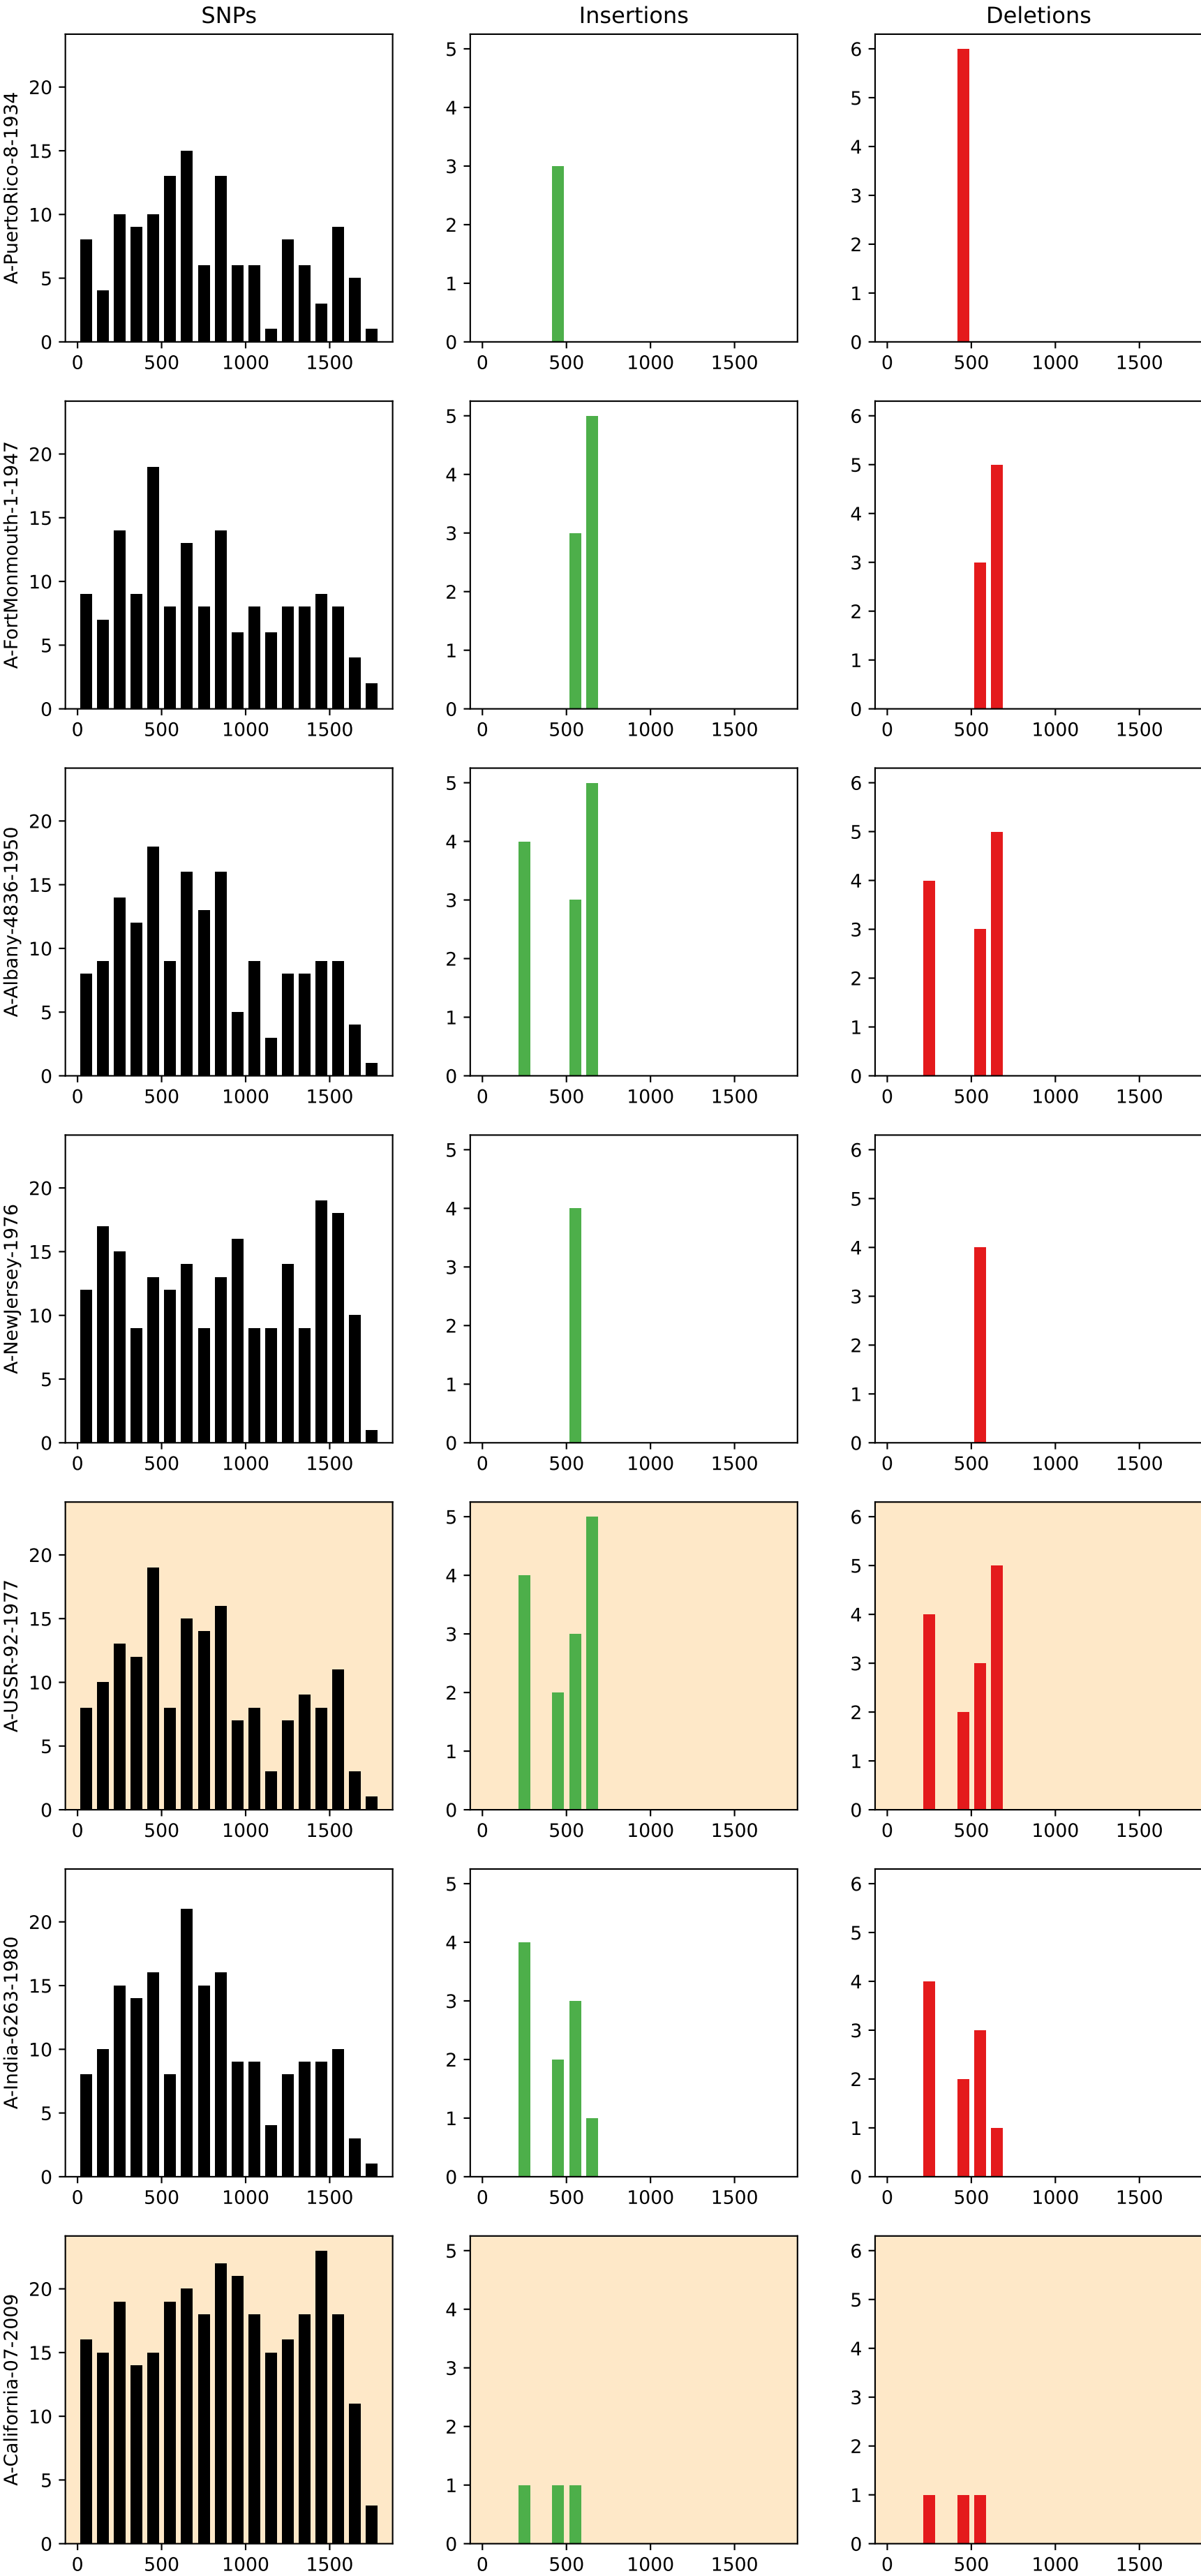 SNPs Insertions Deletions
A-PuertoRico-8-1934
20 15 10 5 0
5 4 3 2 1 0
6 5 4 3 2 1 0
0 500 1000 1500 0 500 1000 1500 0 500 1000 1500
A-FortMonmouth-1-1947
20 15 10 5 0
5 4 3 2 1 0
6 5 4 3 2 1 0
0 500 1000 1500 0 500 1000 1500 0 500 1000 1500
A-Albany-4836-1950
20 15 10 5 0
5 4 3 2 1 0
6 5 4 3 2 1 0
0 500 1000 1500 0 500 1000 1500 0 500 1000 1500
A-NewJersey-1976
20 15 10 5 0
5 4 3 2 1 0
6 5 4 3 2 1 0
0 500 1000 1500 0 500 1000 1500 0 500 1000 1500
A-USSR-92-1977
20 15 10 5 0
5 4 3 2 1 0
6 5 4 3 2 1 0
0 500 1000 1500 0 500 1000 1500 0 500 1000 1500
A-India-6263-1980
20 15 10 5 0
5 4 3 2 1 0
6 5 4 3 2 1 0
0 500 1000 1500 0 500 1000 1500 0 500 1000 1500
A-California-07-2009
20 15 10 5 0
5 4 3 2 1 0
6 5 4 3 2 1 0
0 500 1000 1500 0 500 1000 1500 0 500 1000 1500